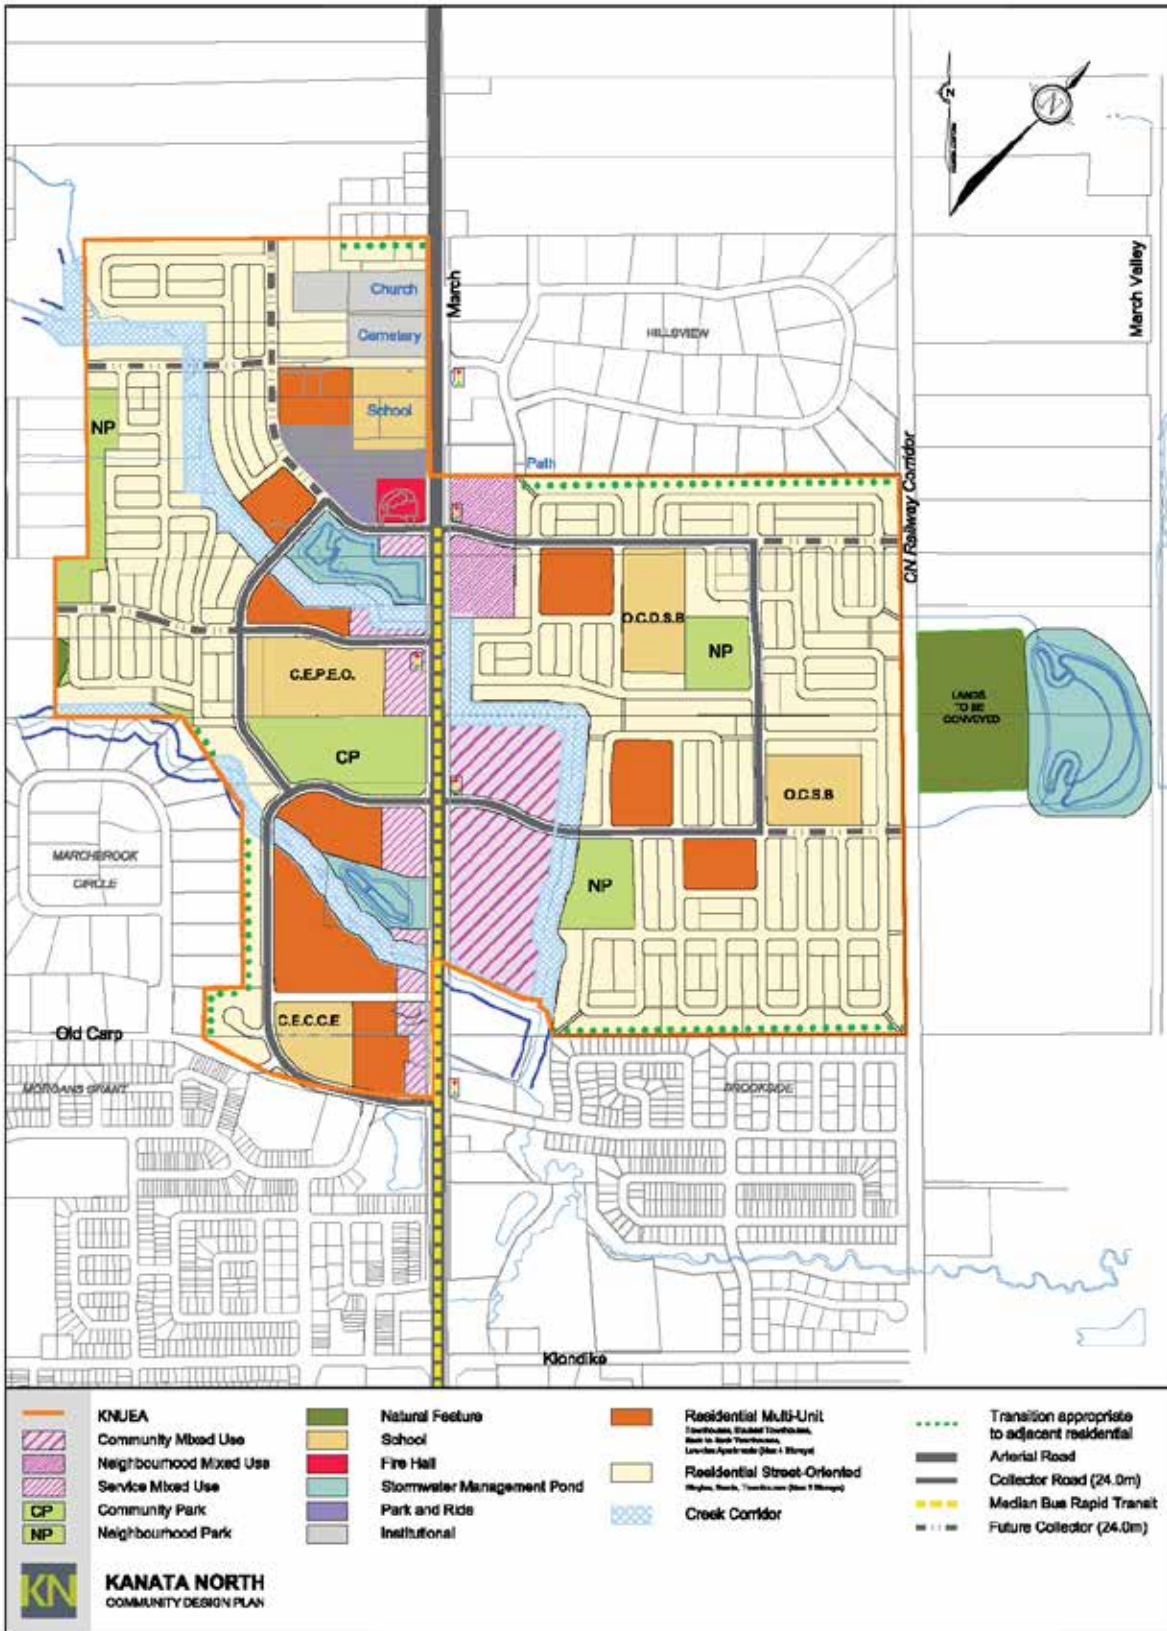 N
March Valley
Church
March
Cemetery
HILLSVIEW
School
NP
Path
CN Railway Corridor
O.C.D.S.B
NP
C.E.P.E.O.
LANDS
TO BE
CONVEYED
CP
O.C.S.B
MARCHBROOK
CIRCLE
NP
C.E.C.C.E
Old Carp
MORGANS GRANT
BROOKSIDE
Klondike
KNUEA
Community Mixed Use
Neighbourhood Mixed Use
Service Mixed Use
CP Community Park
NP Neighbourhood Park
Natural Feature
School
Fire Hall
Stormwater Management Pond
Park and Ride
Institutional
Residential Multi-Unit
Residential Street-Oriented
Creek Corridor
Transition appropriate
to adjacent residential
Arterial Road
Collector Road (24.0m)
Median Bus Rapid Transit
Future Collector (24.0m)
KN
KANATA NORTH
COMMUNITY DESIGN PLAN